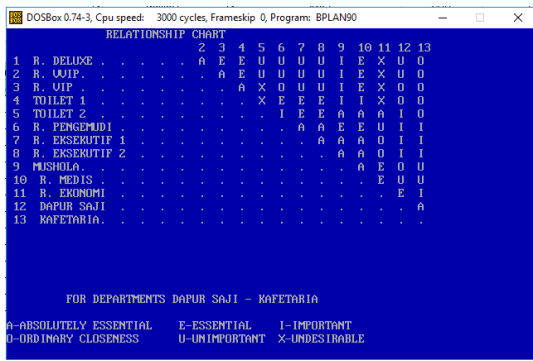 DOSBox 0.74-3, Cpu speed: 3000 cycles, Frameskip 0, Program: BPLAN90
RELATIONSHIP CHART
2 3 4 5 6 7 8 9 10 11 12 13
1 R. DELUXE . . . . . A E E U U U U I E X U O
2 R. VVIP. . . . . . . A E U U U U I E X U O
3 R. VIP . . . . . . . . A X O U U I E X O O
4 TOILET 1 . . . . . . . . X E E E I I X O O
5 TOILET 2 . . . . . . . . . I E E A A A I O
6 R. PENGEMUDI . . . . . . . . . A A E E U I I
7 R. EKSEKUTIF 1 . . . . . . . . . A A A O I I
8 R. EKSEKUTIF 2 . . . . . . . . . . A A O I I
9 MUSHOLA. . . . . . . . . . . . . . A E O U
10 R. MEDIS . . . . . . . . . . . . . . E U U
11 R. EKONOMI . . . . . . . . . . . . . . E I
12 DAPUR SAJI . . . . . . . . . . . . . . . A
13 KAFETARIA. . . . . . . . . . . . . . . . .
FOR DEPARTMENTS DAPUR SAJI - KAFETARIA
A-ABSOLUTELY ESSENTIAL E-ESSENTIAL I-IMPORTANT
O-ORDINARY CLOSENESS U-UNIMPORTANT X-UNDESIRABLE